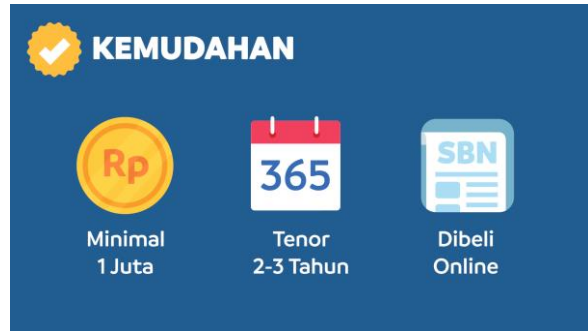 KEMUDAHAN
Rp
365
SBN
Minimal
1 Juta
Tenor
2-3 Tahun
Dibeli
Online